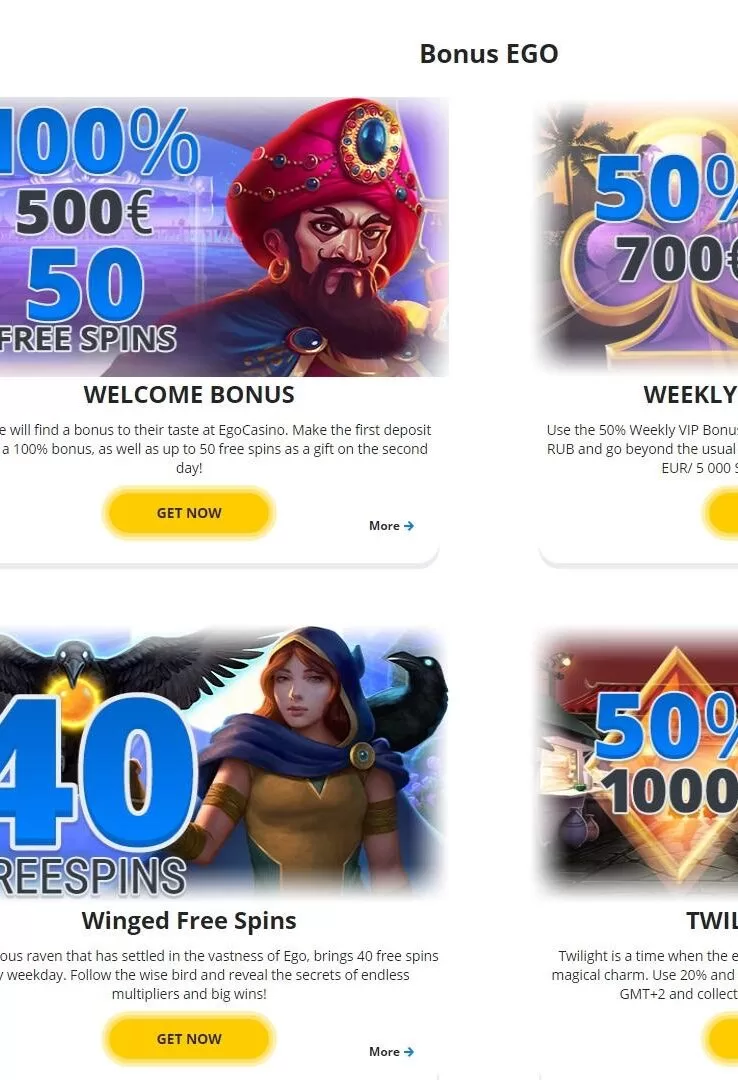 Bonus EGO
100%
500€
50
FREE SPINS
WELCOME BONUS
will find a bonus to their taste at EgoCasino. Make the first deposit
a 100% bonus, as well as up to 50 free spins as a gift on the second
day!
GET NOW
More →
50%
700€
WEEKLY
Use the 50% Weekly VIP
RUB and go beyond the usual
EUR/ 5 000
40
FREESPINS
Winged Free Spins
raven that has settled in the vastness of Ego, brings 40 free spins
weekday. Follow the wise bird and reveal the secrets of endless
multipliers and big wins!
GET NOW
More →
50%
1000
Twilight is a time when the
magical charm. Use 20% and
GMT+2 and collect